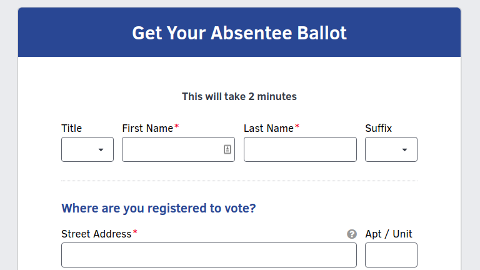 Get Your Absentee Ballot
This will take 2 minutes
Title First Name* Last Name* Suffix
Where are you registered to vote?
Street Address* ? Apt / Unit